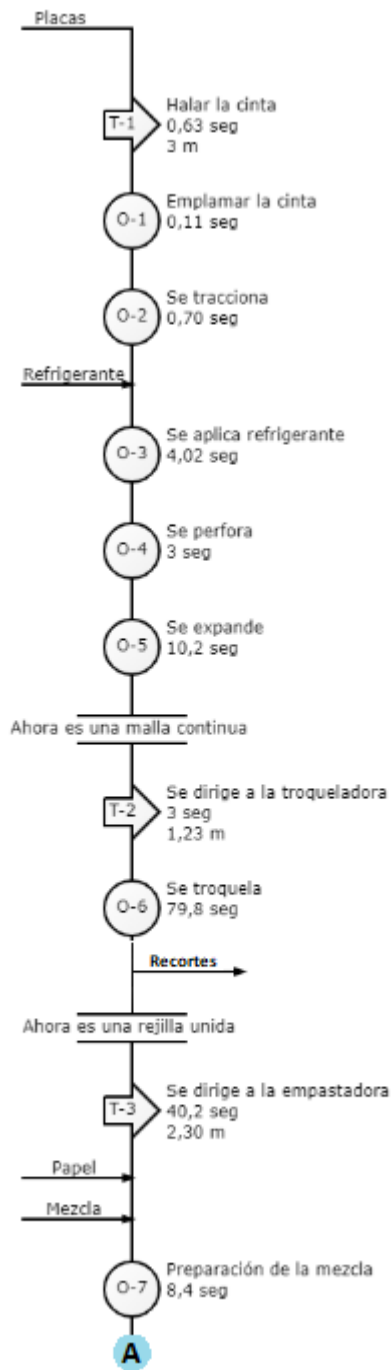 Placas
T-1
Halar la cinta
0,63 seg
3 m
O-1
Emplamar la cinta
0,11 seg
O-2
Se tracciona
0,70 seg
Refrigerante
O-3
Se aplica refrigerante
4,02 seg
O-4
Se perfora
3 seg
O-5
Se expande
10,2 seg
Ahora es una malla continua
T-2
Se dirige a la troqueladora
3 seg
1,23 m
O-6
Se troquela
79,8 seg
Recortes
Ahora es una rejilla unida
T-3
Se dirige a la empastadora
40,2 seg
2,30 m
Papel
Mezcla
O-7
Preparación de la mezcla
8,4 seg
A